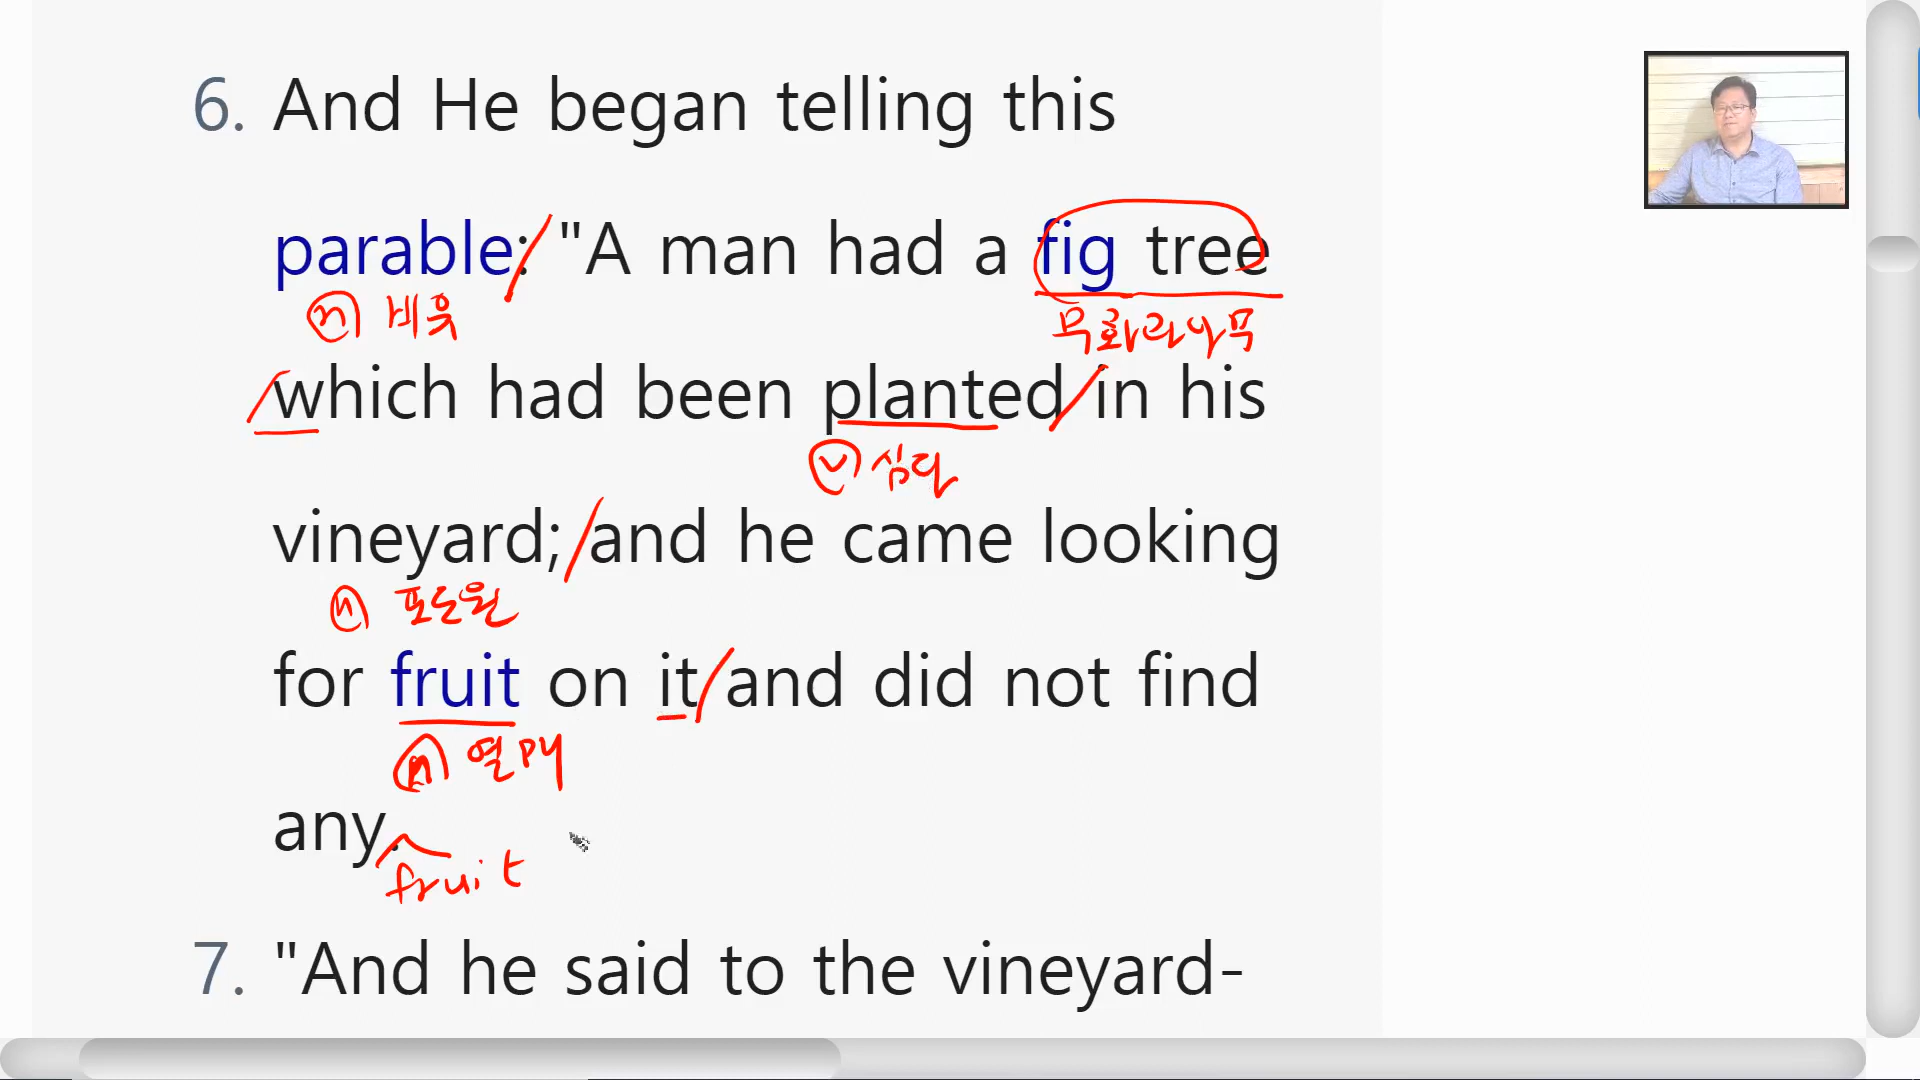 6. And He began telling this
parable: "A man had a fig tree
ⓝ 비유 무화과나무
which had been planted in his
ⓥ 심다
vineyard; and he came looking
ⓝ 포도원
for fruit on it and did not find
ⓝ 열매
any.
fruit
7. "And he said to the vineyard-